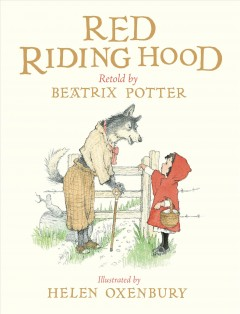 RED
RIDING HOOD
Retold by
BEATRIX POTTER
Illustrated by
HELEN OXENBURY